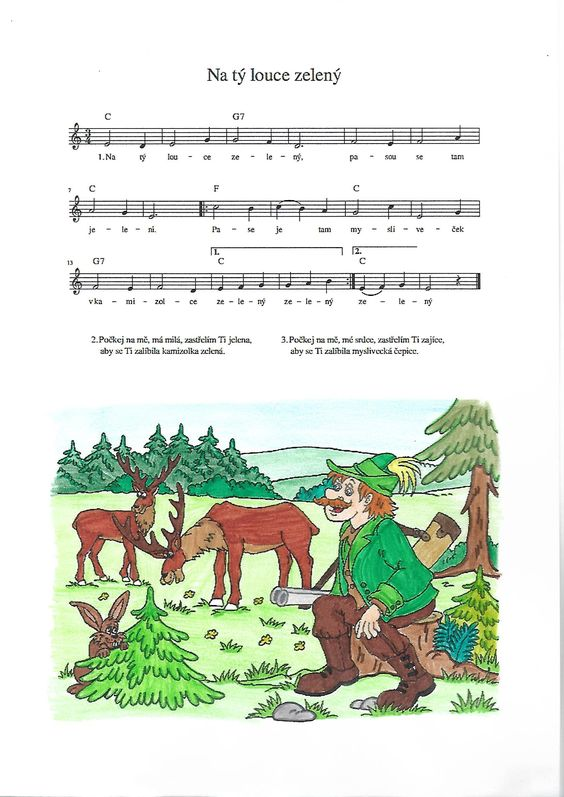 Na tý louce zelený
C G7
3 4
1.Na tý lou - ce ze - le - ný, pa - sou se tam
7 C F C
je - le - ni. Pa - se je tam my - sli - ve - ček
1. 2.
13 G7 C C
vka - mi - zol - ce ze - le - ný ze - le - ný ze - le - ný
2.Počkej na mě, má milá, zastřelím Ti jelena,
aby se Ti zalíbila kamizolka zelená.
3.Počkej na mě, mé srdce, zastřelím Ti zajíce,
aby se Ti zalíbila myslivecká čepice.